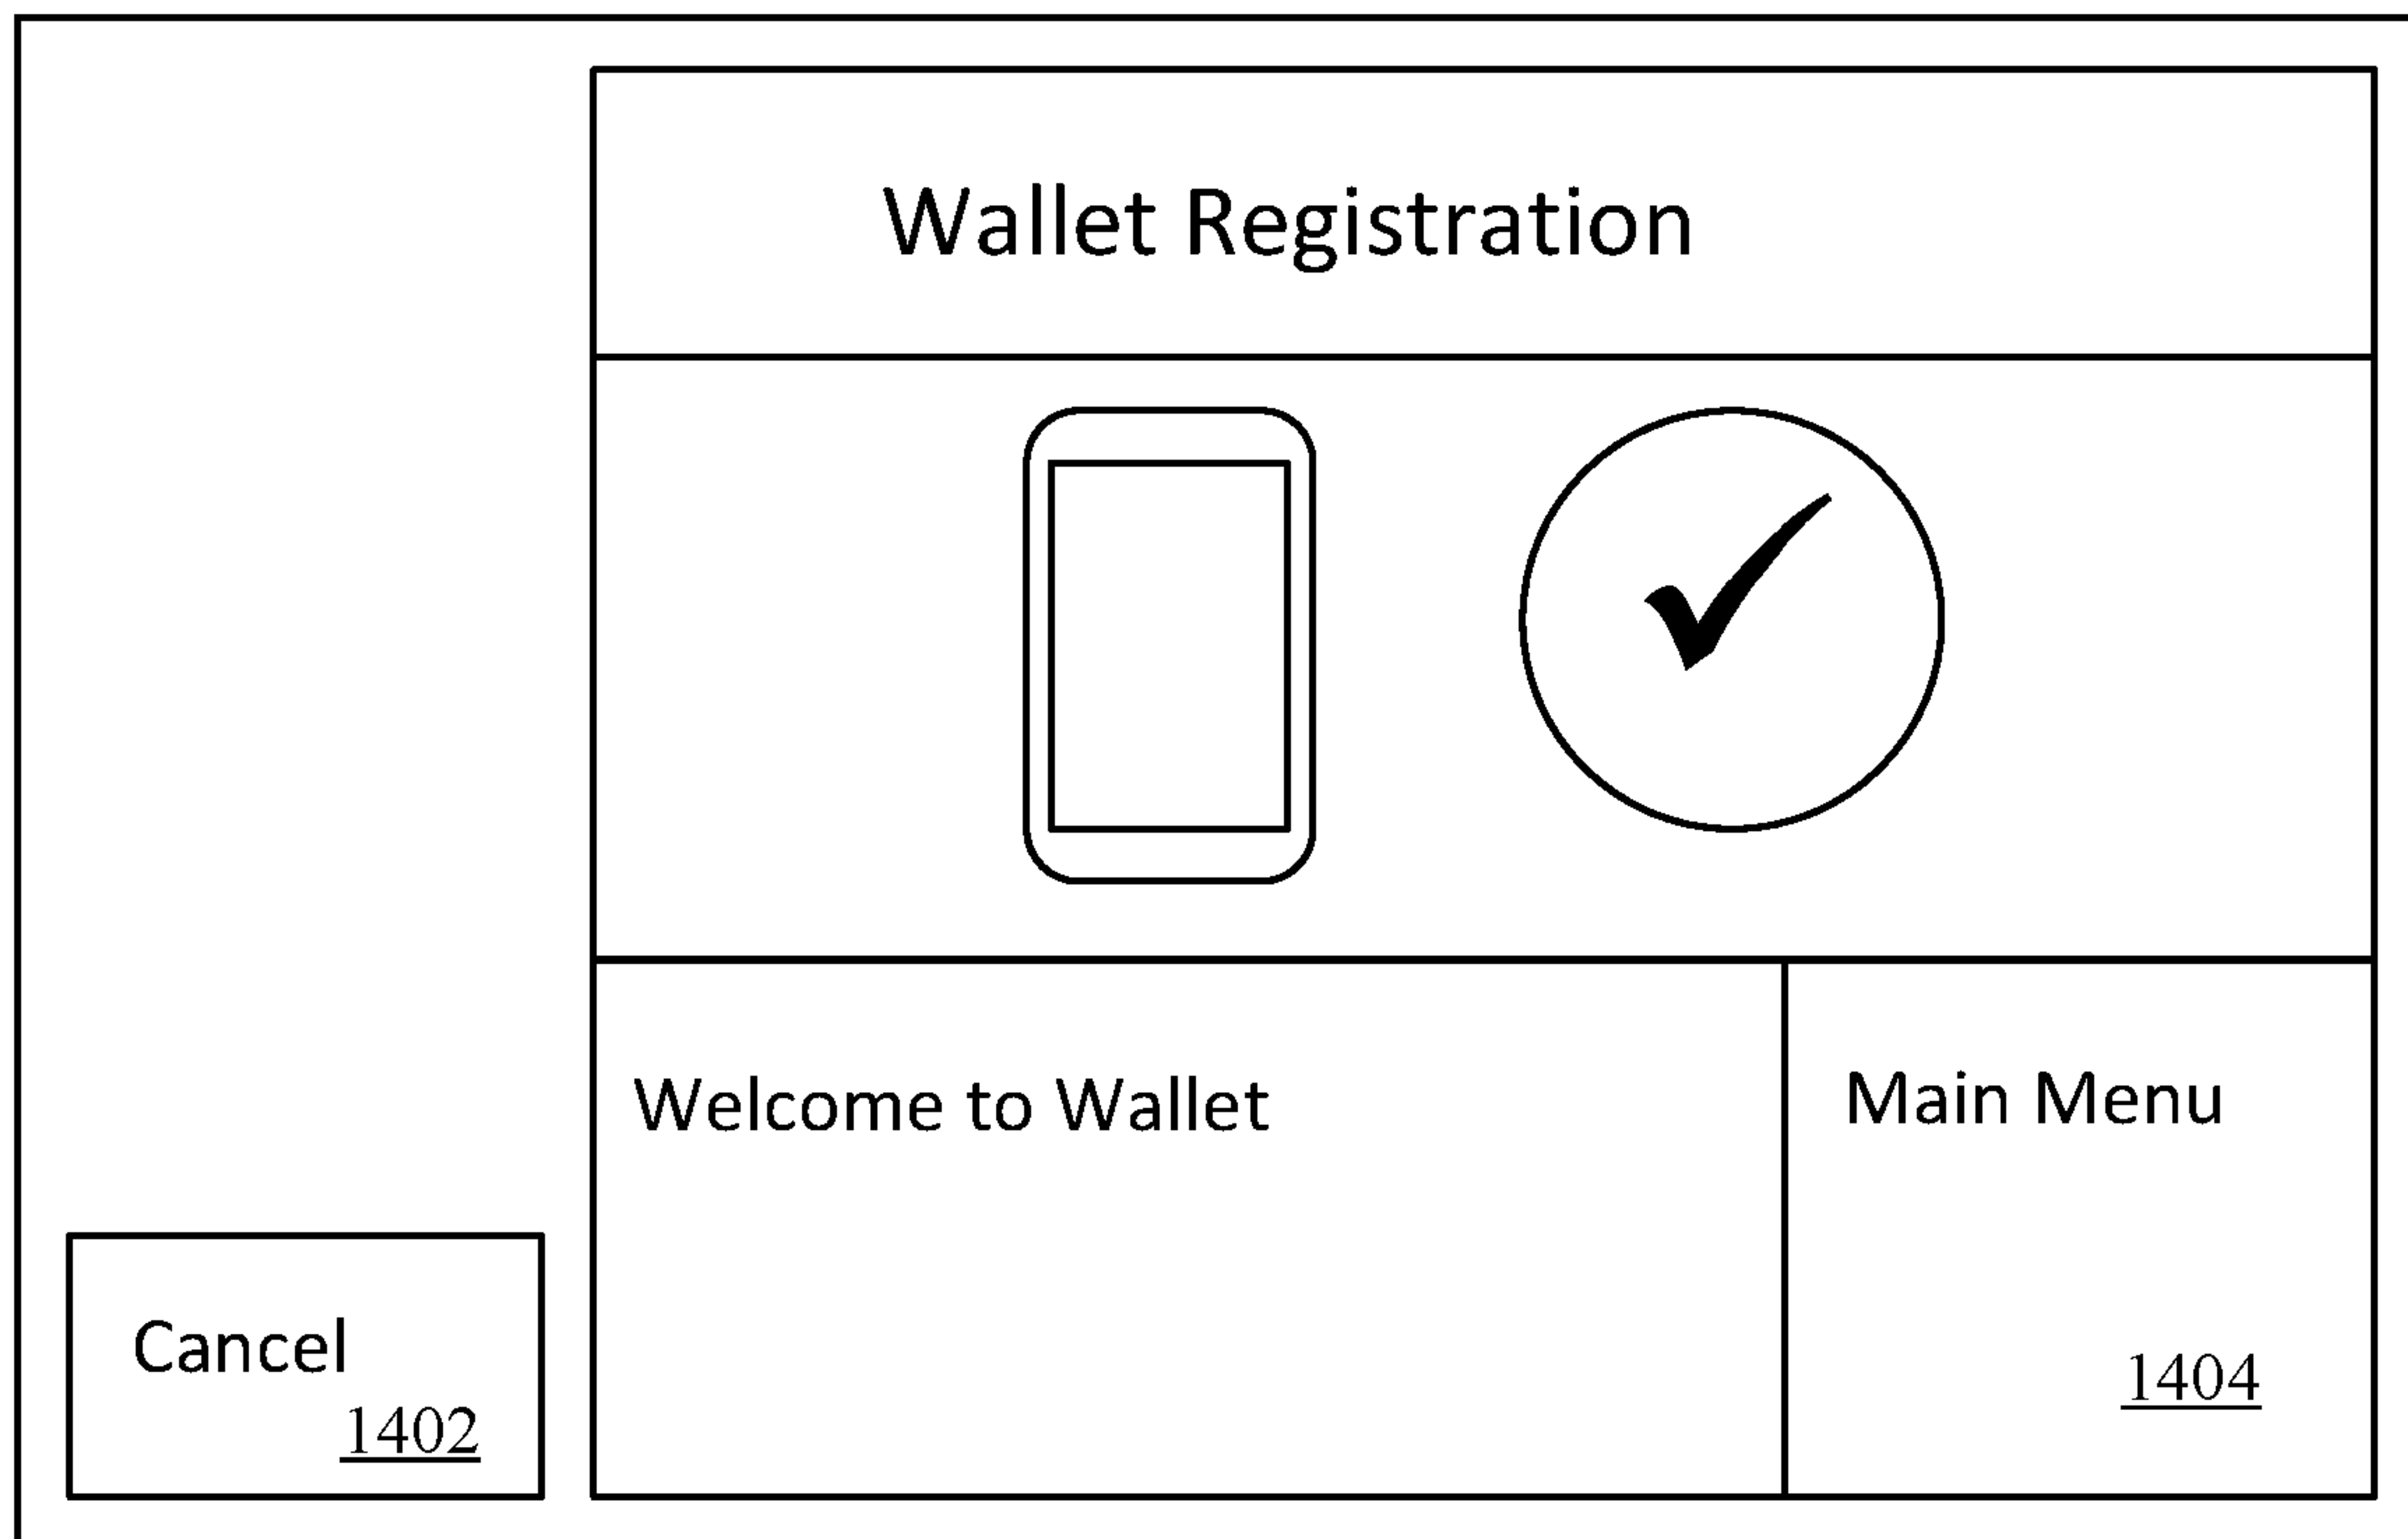 Wallet Registration
Welcome to Wallet
Main Menu
1404
Cancel
1402